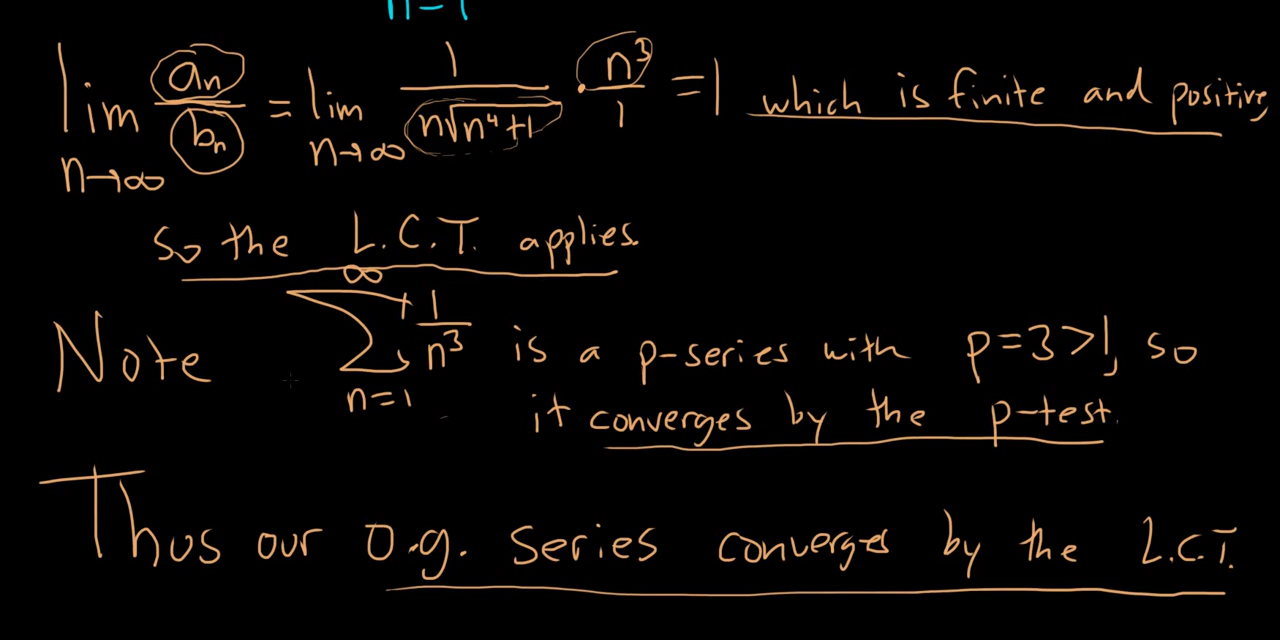 n=1
lim n→∞ an/bn = lim n→∞ 1/(n√(n⁴+1)) · n³/1 = 1 which is finite and positive,
so the L.C.T. applies.
Note ∞∑n=1 1/n³ is a p-series with p=3>1, so
it converges by the p-test.
Thus our o.g. series converges by the L.C.T.